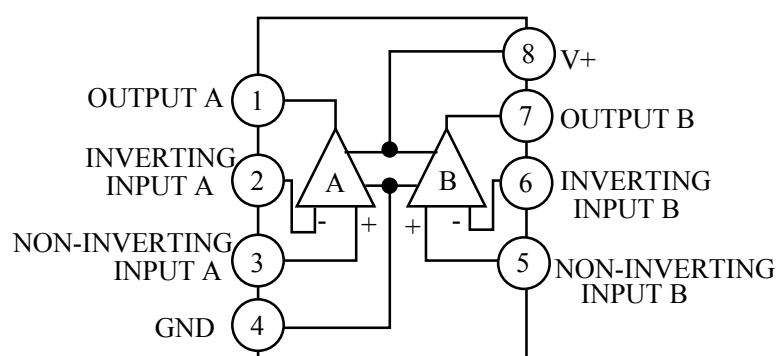 8
V+
OUTPUT A
1
7
OUTPUT B
INVERTING
INPUT A
2
A
B
6
INVERTING
INPUT B
-
+
+
-
NON-INVERTING
INPUT A
3
5
NON-INVERTING
INPUT B
GND
4